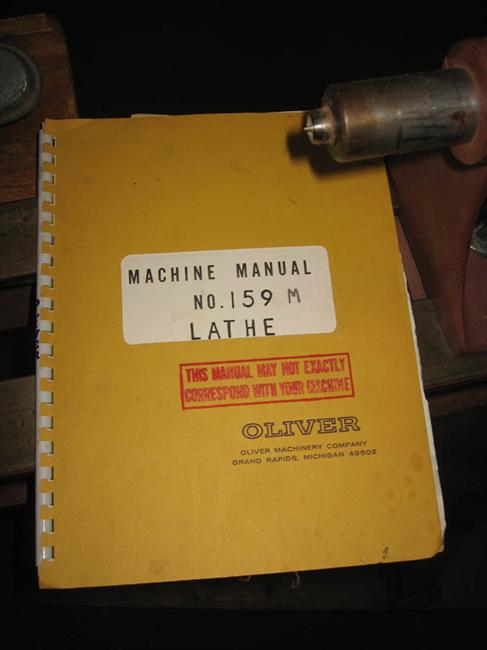 MACHINE MANUAL
NO. 159 M
LATHE
THIS MANUAL MAY NOT EXACTLY
CORRESPOND WITH YOUR MACHINE
OLIVER
OLIVER MACHINERY COMPANY
GRAND RAPIDS, MICHIGAN 49502